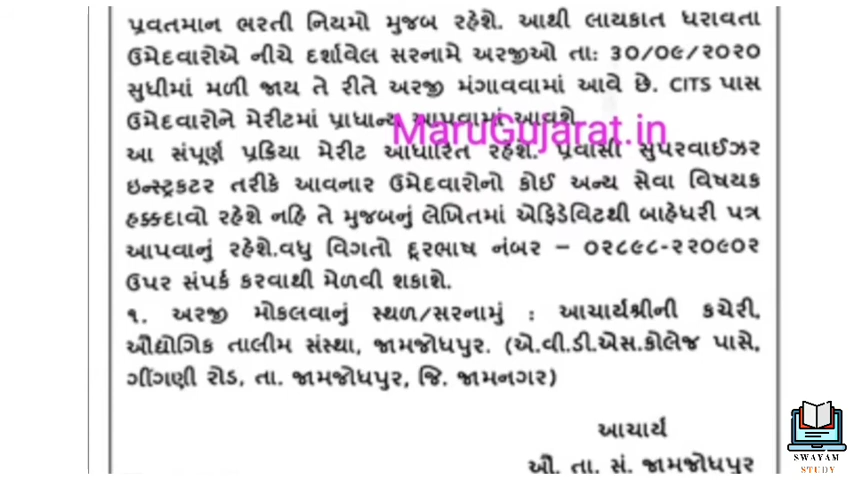 પ્રવતમાન ભરતી નિયમો મુજબ રહેશે. આથી લાયકાત ધરાવતા
ઉમેદવારોએ નીચે દર્શાવેલ સરનામે અરજીઓ તા: ૩૦/૦૯/૨૦૨૦
સુધીમાં મળી જાય તે રીતે અરજી મંગાવવામાં આવે છે. CITS પાસ
ઉમેદવારોને મેરીટમાં પ્રાધાન્ય આપવામાં આવશે
MaruGujarat.in
આ સંપૂર્ણ પ્રક્રિયા મેરીટ આધારિત રહેશે. પ્રવાસી સુપરવાઈઝર
ઇન્સ્ટ્રકટર તરીકે આવનાર ઉમેદવારોનો કોઈ અન્ય સેવા વિષયક
હક્કદાવો રહેશે નહિ તે મુજબનું લેખિતમાં એફિડેવિટથી બાહેધરી પત્ર
આપવાનું રહેશે.વધુ વિગતો દૂરભાષ નંબર – ૦૨૮૯૮-૨૨૦૯૦૨
ઉપર સંપર્ક કરવાથી મેળવી શકાશે.
૧. અરજી મોકલવાનું સ્થળ/સરનામું : આચાર્યશ્રીની કચેરી,
ઔદ્યોગિક તાલીમ સંસ્થા, જામજોધપુર. (એ.વી.ડી.એસ.કોલેજ પાસે,
ગીંગણી રોડ, તા. જામજોધપુર, જિ. જામનગર)
આચાર્ય
ઔ. તા. સં. જામજોધપુર
SWAYAM
STUDY